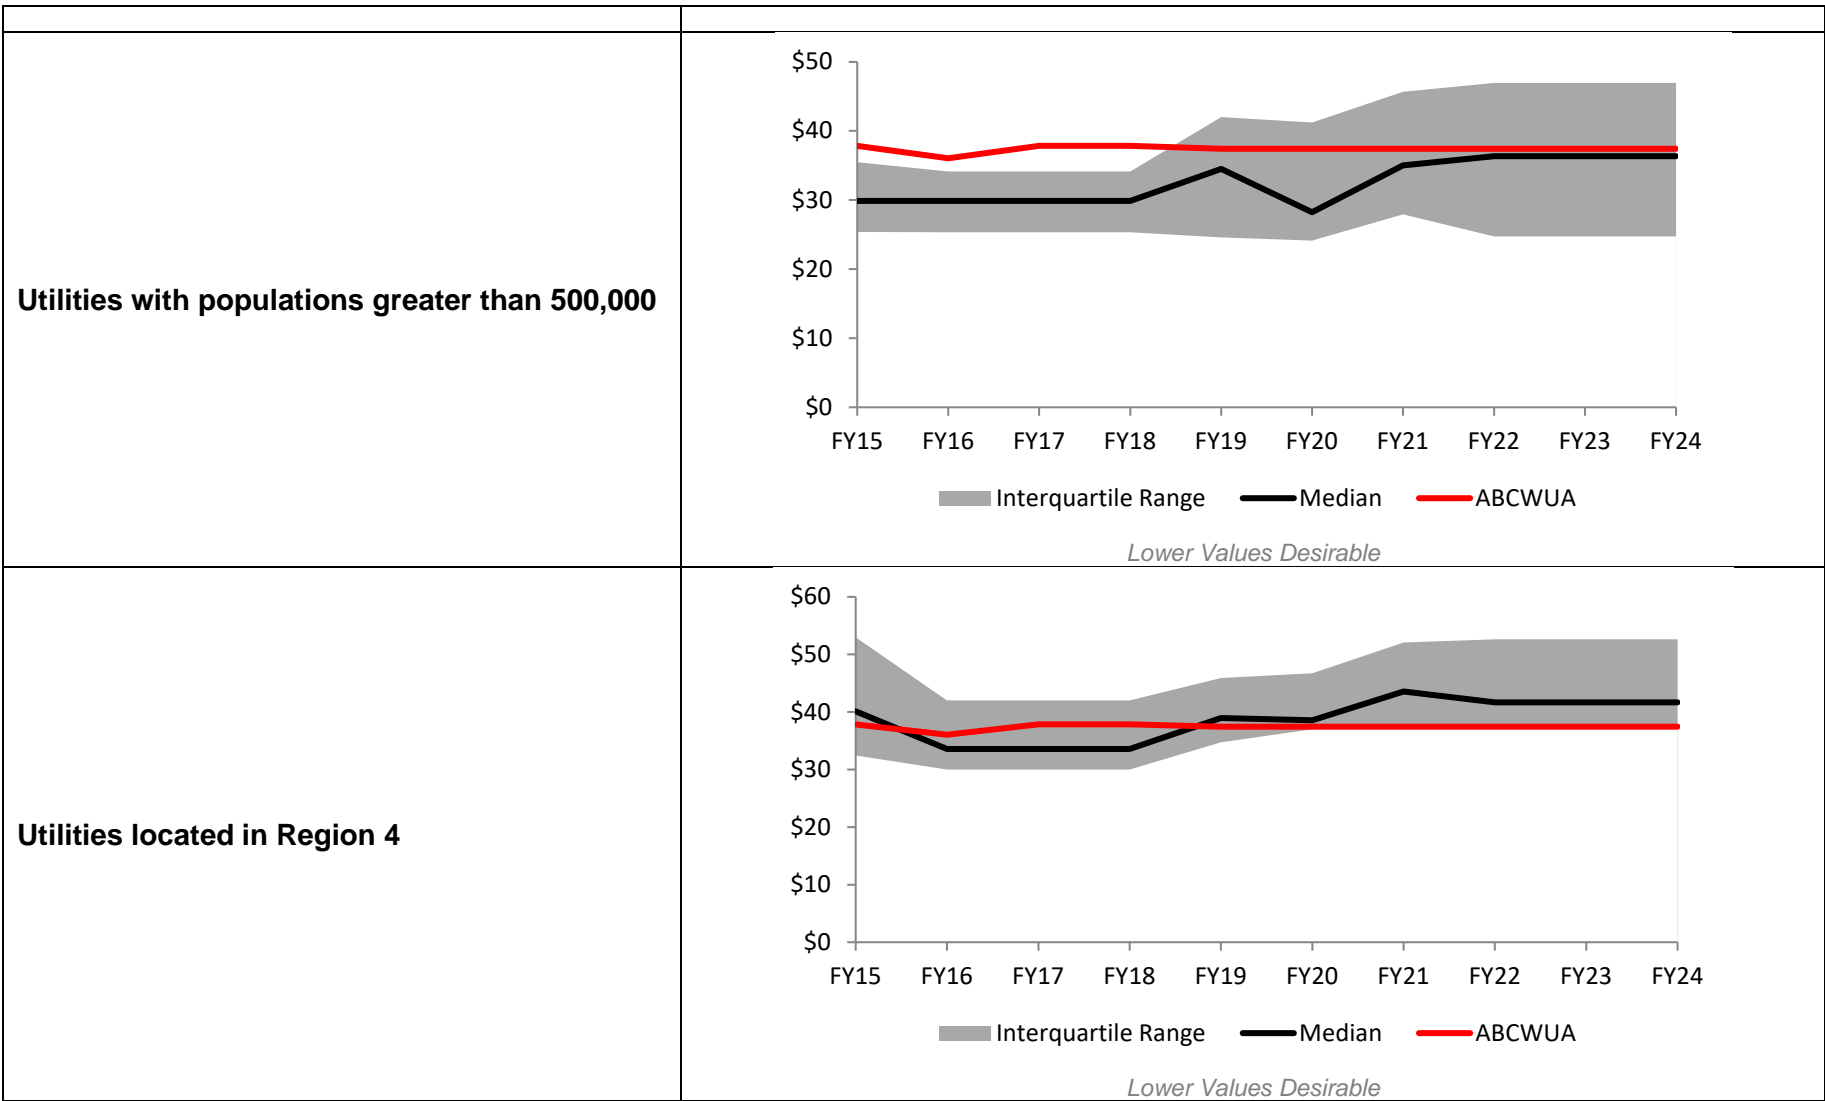 $50
$40
$30
$20
$10
$0
FY15 FY16 FY17 FY18 FY19 FY20 FY21 FY22 FY23 FY24
Interquartile Range Median ABCWUA
Lower Values Desirable
Utilities with populations greater than 500,000
$60
$50
$40
$30
$20
$10
$0
FY15 FY16 FY17 FY18 FY19 FY20 FY21 FY22 FY23 FY24
Interquartile Range Median ABCWUA
Lower Values Desirable
Utilities located in Region 4